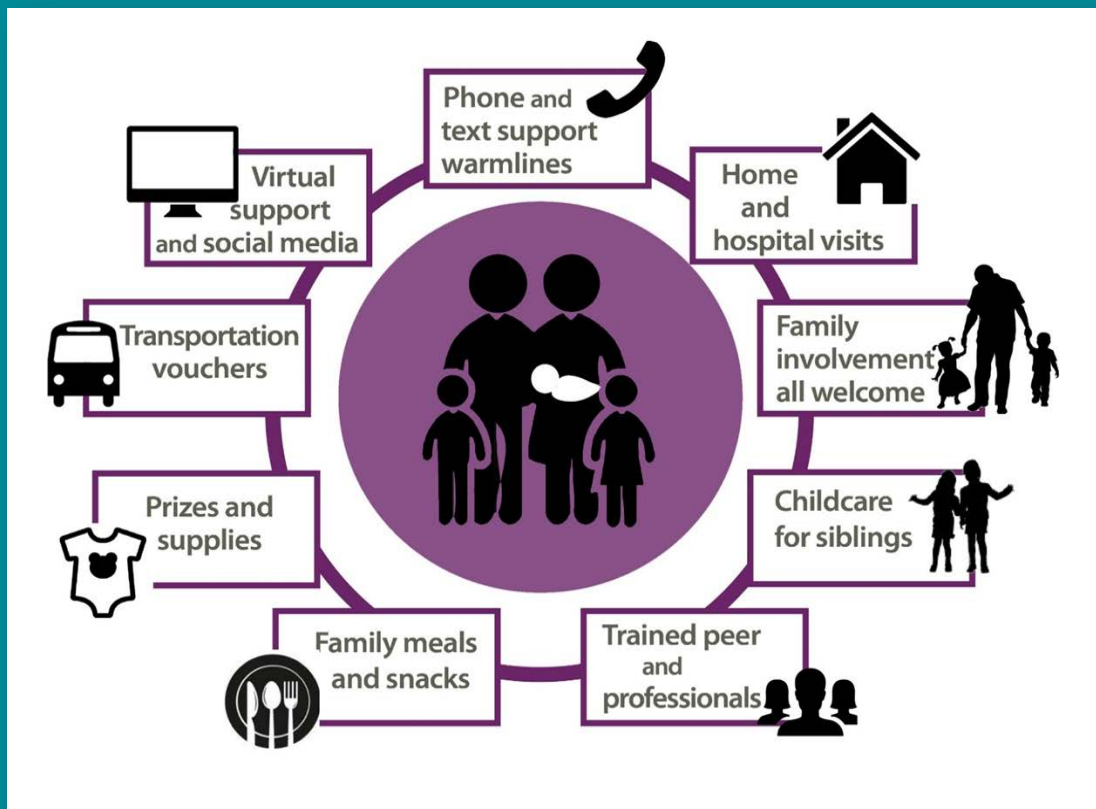 Phone and
text support
warmlines
Home
and
hospital visits
Family
involvement
all welcome
Childcare
for siblings
Trained peer
and
professionals
Family meals
and snacks
Prizes and
supplies
Transportation
vouchers
Virtual
support
and social media